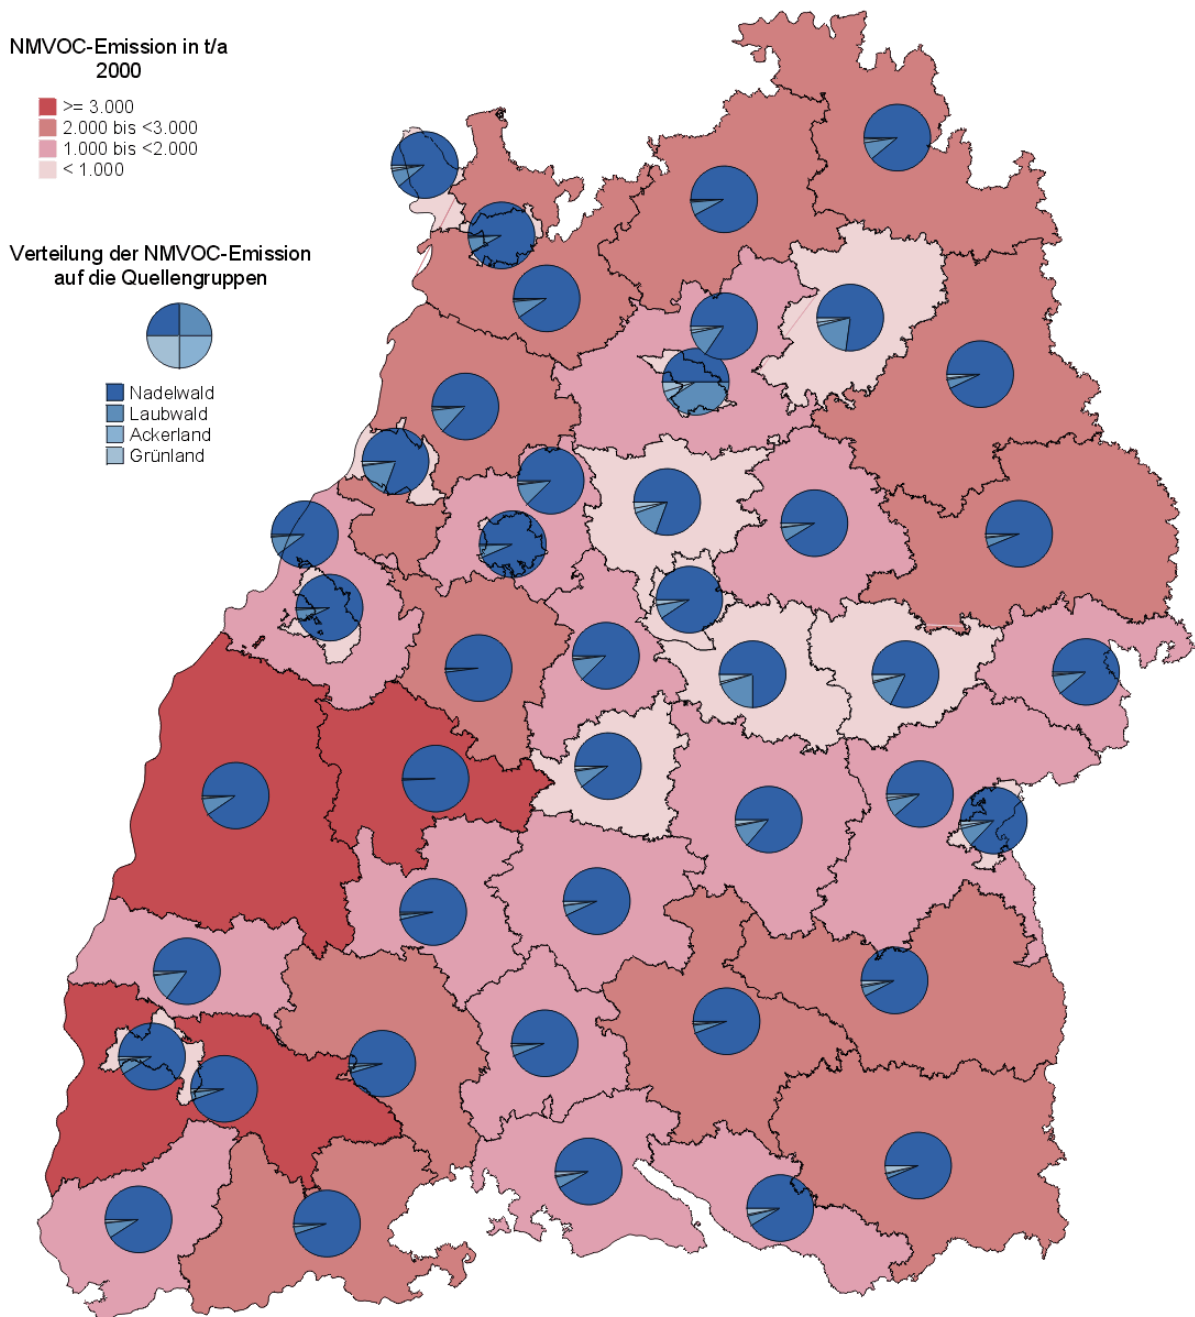 NMVOC-Emission in t/a
2000
>= 3.000
2.000 bis <3.000
1.000 bis <2.000
< 1.000
Verteilung der NMVOC-Emission
auf die Quellengruppen
Nadelwald
Laubwald
Ackerland
Grünland